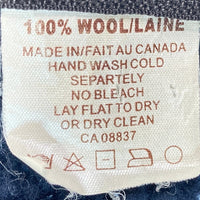 100% WOOL/LAINE
MADE IN/FAIT AU CANADA
HAND WASH COLD
SEPARTELY
NO BLEACH
LAY FLAT TO DRY
OR DRY CLEAN
CA 08837